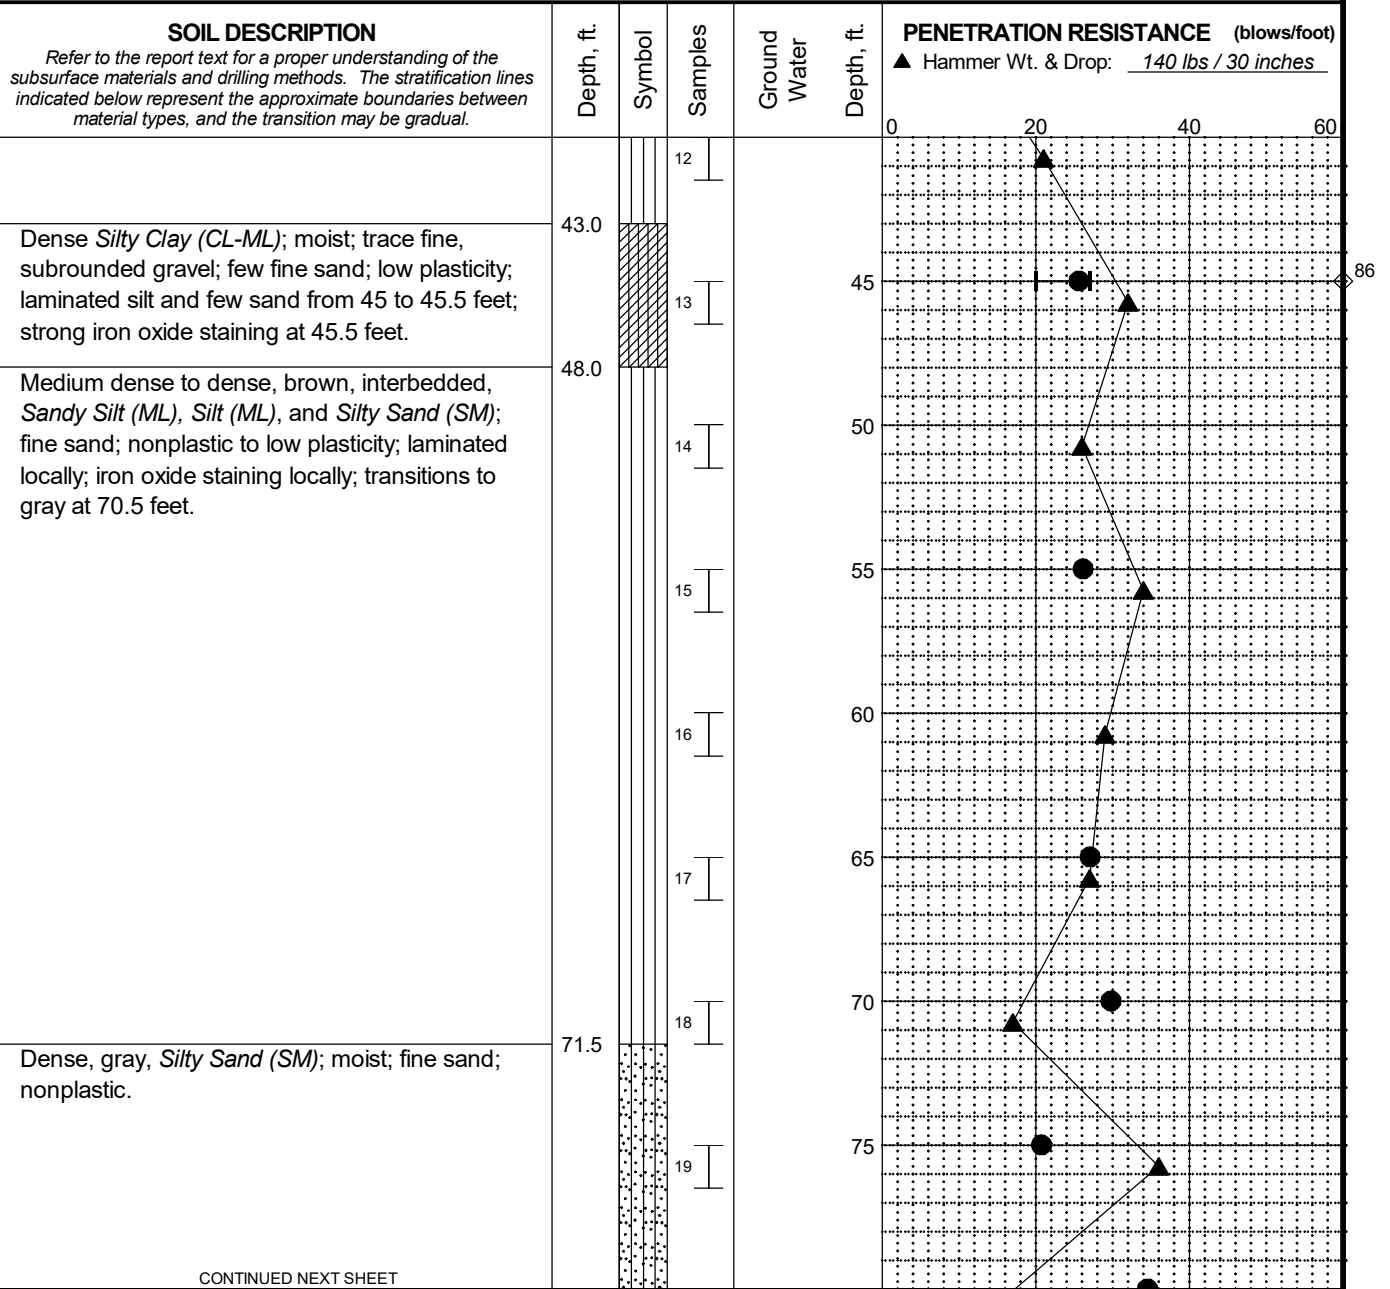 SOIL DESCRIPTION
Refer to the report text for a proper understanding of the
subsurface materials and drilling methods. The stratification lines
indicated below represent the approximate boundaries between
material types, and the transition may be gradual.
Depth, ft.
Symbol
Samples
Ground
Water
Depth, ft.
PENETRATION RESISTANCE (blows/foot)
▲ Hammer Wt. & Drop: 140 lbs / 30 inches
0 20 40 60
12
43.0
Dense Silty Clay (CL-ML); moist; trace fine,
subrounded gravel; few fine sand; low plasticity;
laminated silt and few sand from 45 to 45.5 feet;
strong iron oxide staining at 45.5 feet.
13
45
86
48.0
Medium dense to dense, brown, interbedded,
Sandy Silt (ML), Silt (ML), and Silty Sand (SM);
fine sand; nonplastic to low plasticity; laminated
locally; iron oxide staining locally; transitions to
gray at 70.5 feet.
50
14
55
15
60
16
65
17
70
18
71.5
Dense, gray, Silty Sand (SM); moist; fine sand;
nonplastic.
75
19
CONTINUED NEXT SHEET